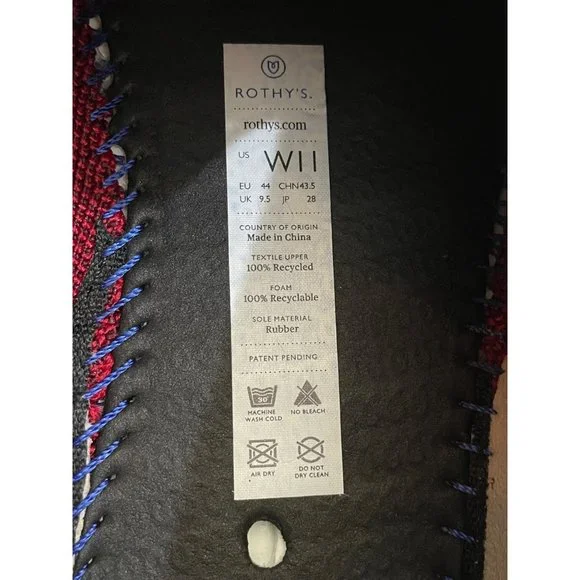 ROTHY'S.
rothys.com
US W11
EU 44 CHN 43.5
UK 9.5 JP 28
COUNTRY OF ORIGIN
Made in China
TEXTILE UPPER
100% Recycled
FOAM
100% Recyclable
SOLE MATERIAL
Rubber
PATENT PENDING
30°
MACHINE WASH COLD
NO BLEACH
AIR DRY
DO NOT DRY CLEAN